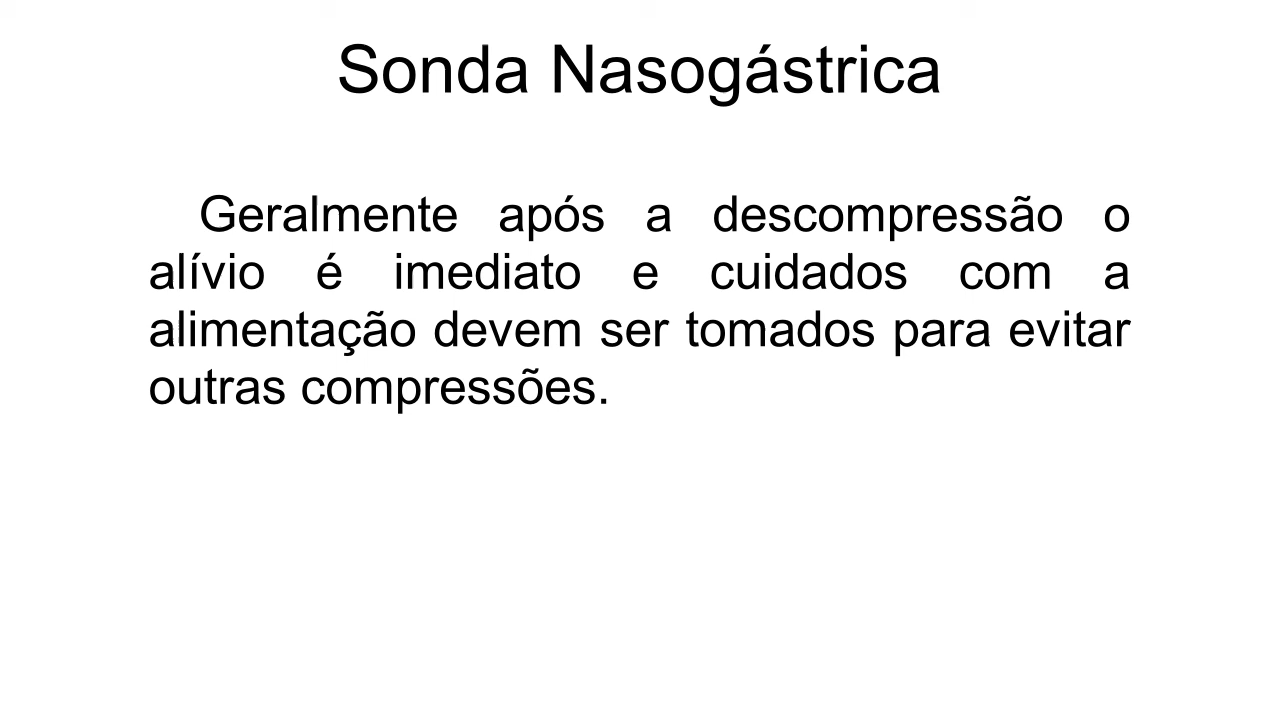 Sonda Nasogástrica
Geralmente após a descompressão o
alívio é imediato e cuidados com a
alimentação devem ser tomados para evitar
outras compressões.